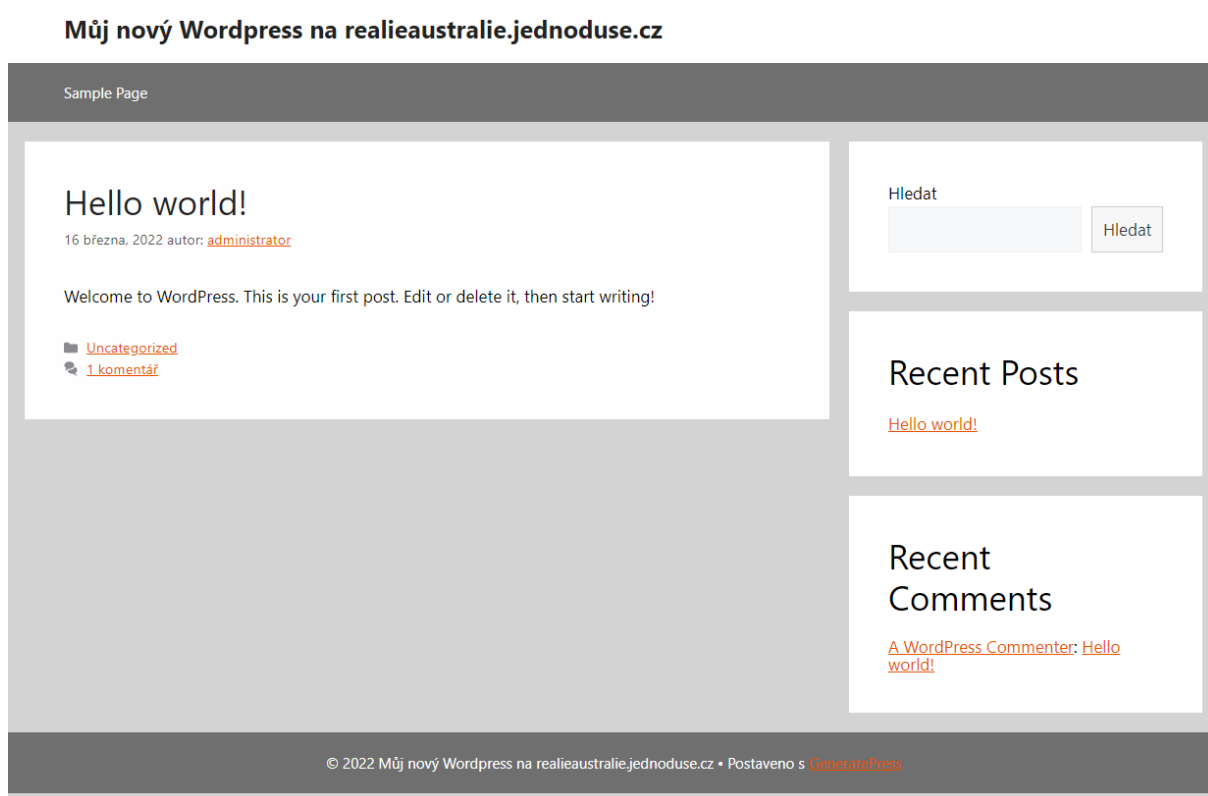 Můj nový Wordpress na realieaustralie.jednoduse.cz
Sample Page
Hello world!
16 března, 2022 autor: administrator
Welcome to WordPress. This is your first post. Edit or delete it, then start writing!
Uncategorized
1 komentář
Hledat
Hledat
Recent Posts
Hello world!
Recent
Comments
A WordPress Commenter: Hello
world!
© 2022 Můj nový Wordpress na realieaustralie.jednoduse.cz • Postaveno s GeneratePress